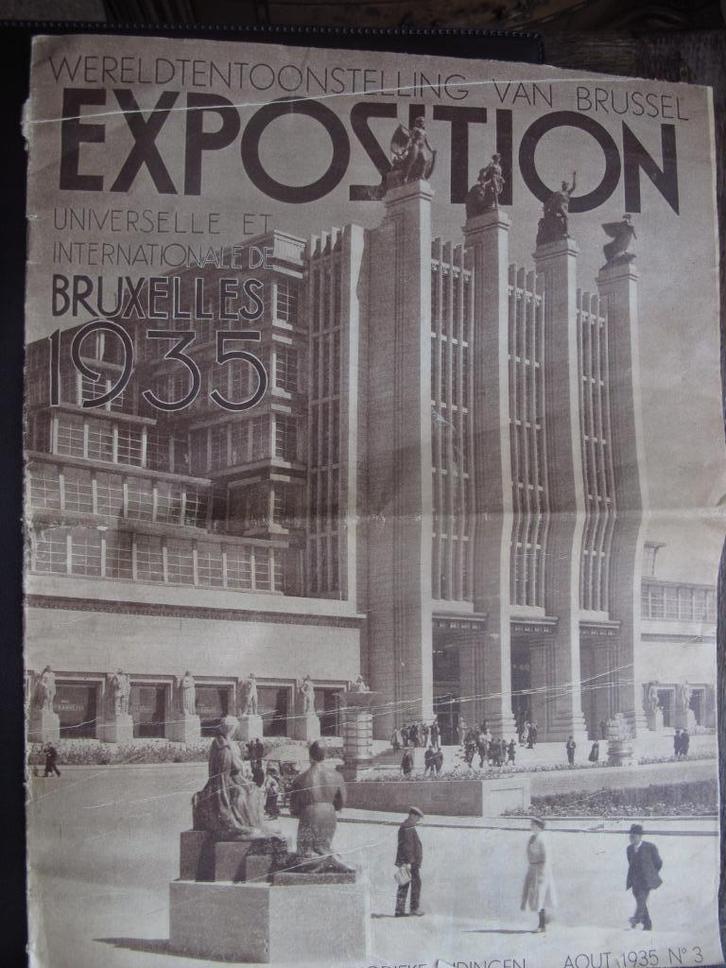 WERELDTENTOONSTELLING VAN BRUSSEL
EXPOSITION
UNIVERSELLE ET
INTERNATIONALE DE
BRUXELLES
1935
AOUT 1935 N° 3